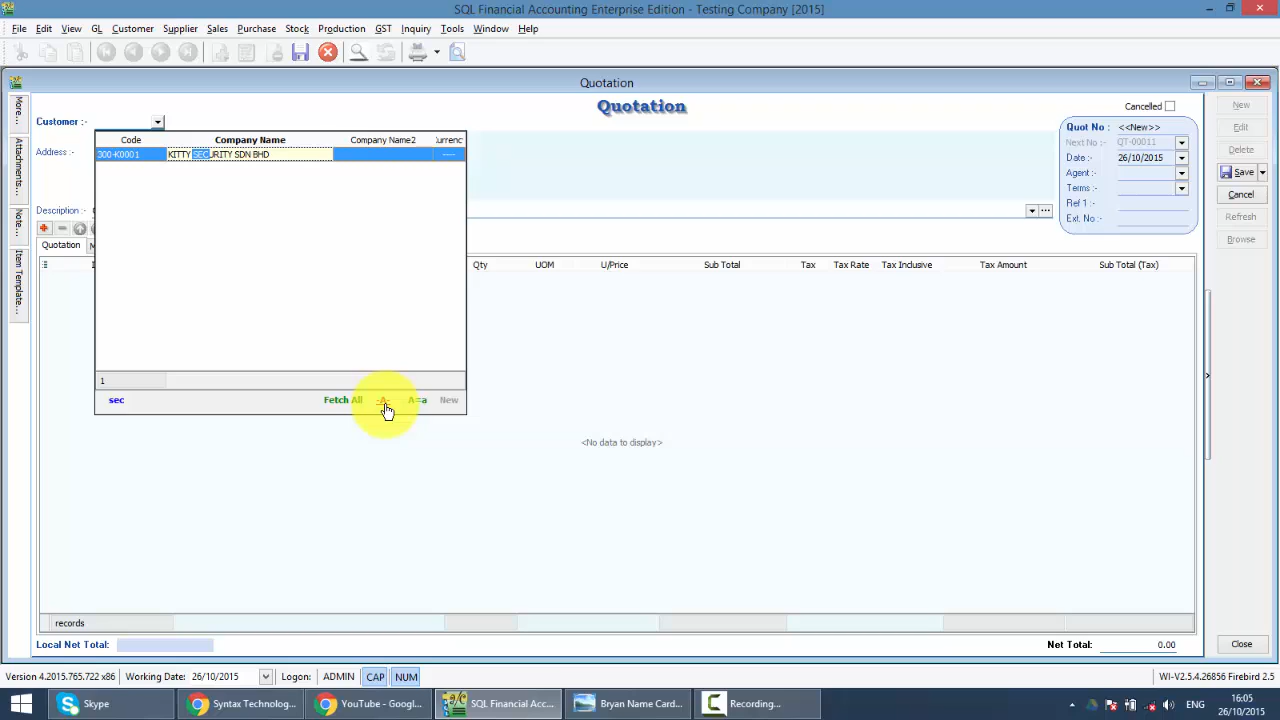 SQL Financial Accounting Enterprise Edition - Testing Company [2015]
File Edit View GL Customer Supplier Sales Purchase Stock Production GST Inquiry Tools Window Help
Quotation
Quotation
Cancelled
New
Customer :-
Code Company Name Company Name2
300-K0001 KITTY SECURITY SDN BHD ----
Address :-
Quot No : <<New>>
Next No :- QT-00011
Date :- 26/10/2015
Agent :-
Terms :-
Ref 1 :-
Ext. No :-
Edit
Delete
Save
Cancel
Refresh
Browse
More...
Attachments...
Note...
Item Template...
Description :-
Quotation
Qty UOM U/Price Sub Total Tax Tax Rate Tax Inclusive Tax Amount Sub Total (Tax)
1
sec Fetch All -A- A=a New
<No data to display>
records
Local Net Total: Net Total: 0.00
Close
Version 4.2015.765.722 x86 Working Date: 26/10/2015 Logon: ADMIN CAP NUM WI-V2.5.4.26856 Firebird 2.5
Skype Syntax Technolog... YouTube - Googl... SQL Financial Acc... Bryan Name Card... Recording... ENG 16:05
26/10/2015